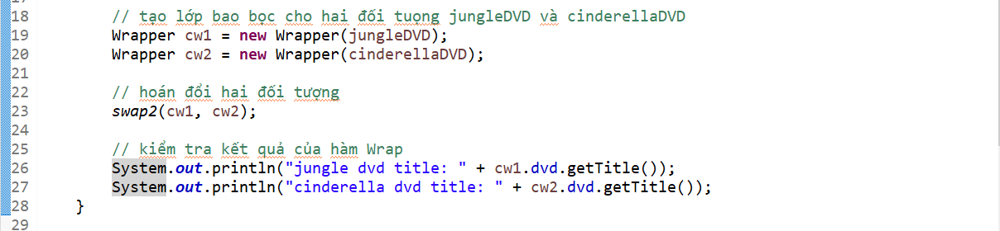 18 // tạo lớp bao bọc cho hai đối tuợng jungleDVD và cinderellaDVD
19 Wrapper cw1 = new Wrapper(jungleDVD);
20 Wrapper cw2 = new Wrapper(cinderellaDVD);
21
22 // hoán đổi hai đối tượng
23 swap2(cw1, cw2);
24
25 // kiểm tra kết quả của hàm Wrap
26 System.out.println("jungle dvd title: " + cw1.dvd.getTitle());
27 System.out.println("cinderella dvd title: " + cw2.dvd.getTitle());
28 }
29